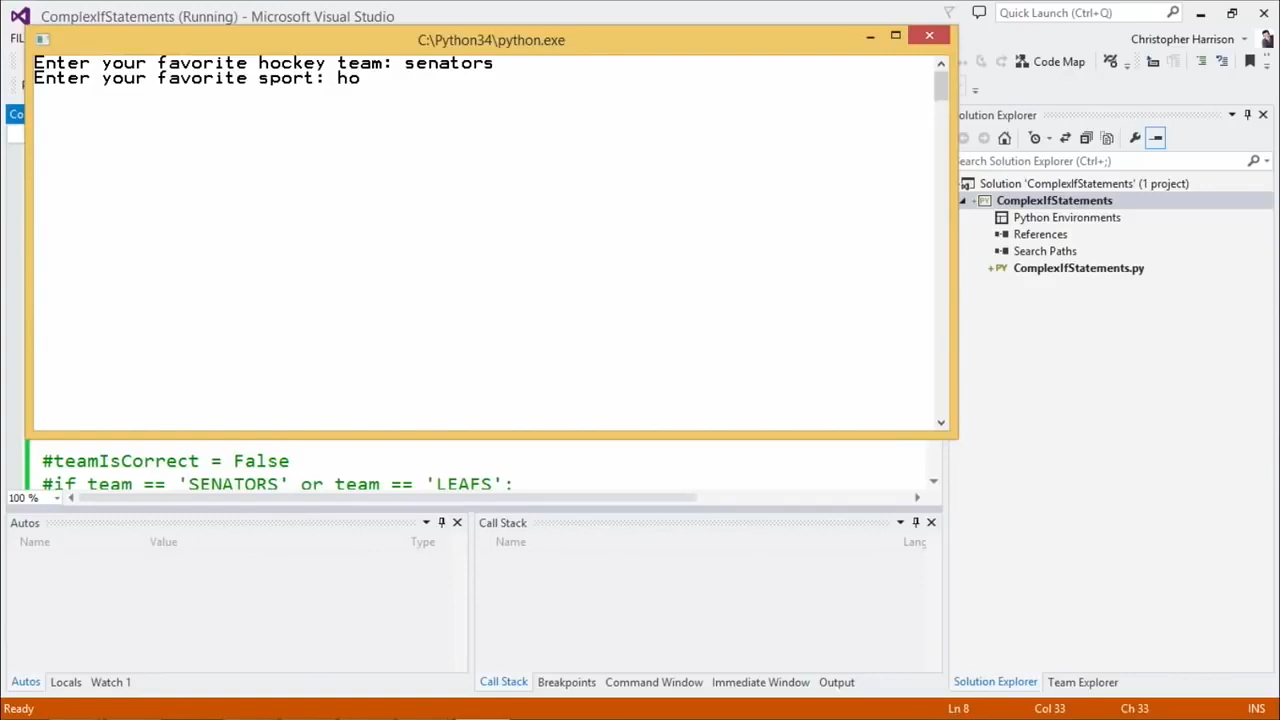 ComplexIfStatements (Running) - Microsoft Visual Studio
Quick Launch (Ctrl+Q)
C:\Python34\python.exe
Christopher Harrison
Enter your favorite hockey team: senators
Enter your favorite sport: ho
Code Map
olution Explorer
earch Solution Explorer (Ctrl+;)
Solution 'ComplexIfStatements' (1 project)
PY ComplexIfStatements
Python Environments
References
Search Paths
+PY ComplexIfStatements.py
#teamIsCorrect = False
#if team == 'SENATORS' or team == 'LEAFS':
100 %
Autos
Call Stack
Name Value Type
Name Lang
Autos Locals Watch 1
Call Stack Breakpoints Command Window Immediate Window Output
Solution Explorer Team Explorer
Ready
Ln 8 Col 33 Ch 33 INS